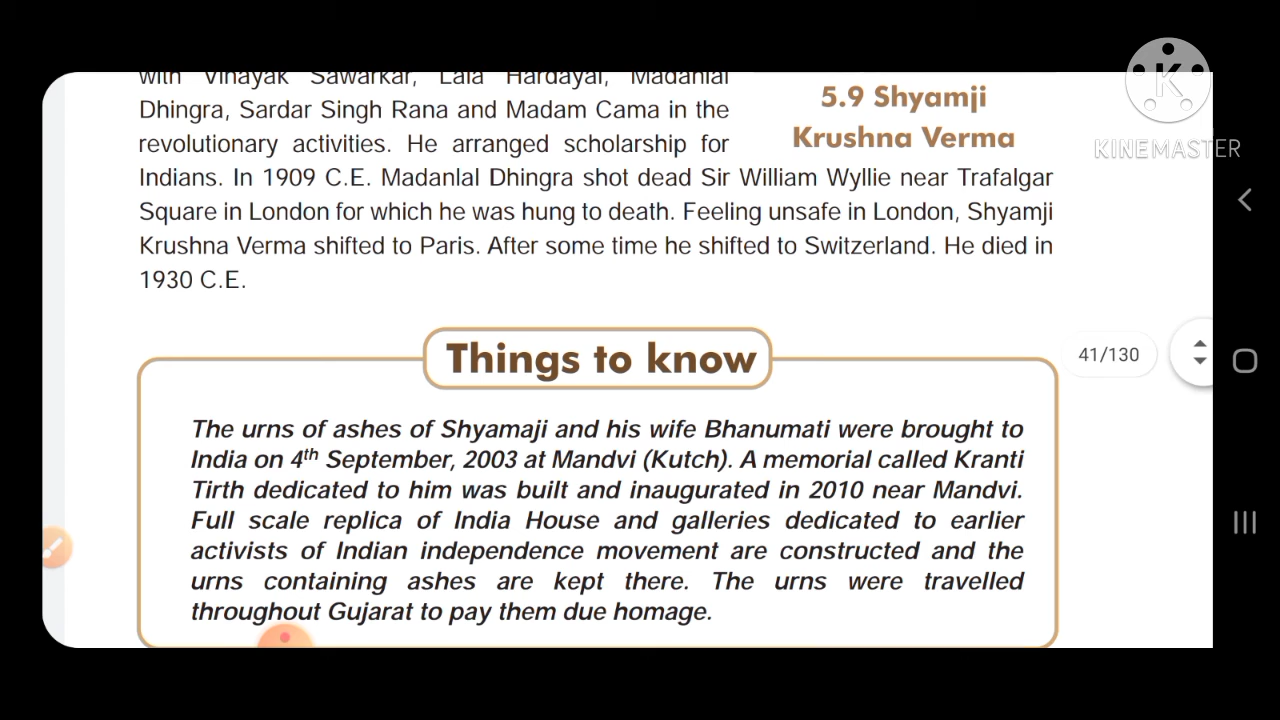 with Vinayak Sawarkar, Lala Hardayal, Madanlal
Dhingra, Sardar Singh Rana and Madam Cama in the
revolutionary activities. He arranged scholarship for
Indians. In 1909 C.E. Madanlal Dhingra shot dead Sir William Wyllie near Trafalgar
Square in London for which he was hung to death. Feeling unsafe in London, Shyamji
Krushna Verma shifted to Paris. After some time he shifted to Switzerland. He died in
1930 C.E.
5.9 Shyamji
Krushna Verma
K
KINEMASTER
41/130
Things to know
The urns of ashes of Shyamaji and his wife Bhanumati were brought to
India on 4th September, 2003 at Mandvi (Kutch). A memorial called Kranti
Tirth dedicated to him was built and inaugurated in 2010 near Mandvi.
Full scale replica of India House and galleries dedicated to earlier
activists of Indian independence movement are constructed and the
urns containing ashes are kept there. The urns were travelled
throughout Gujarat to pay them due homage.